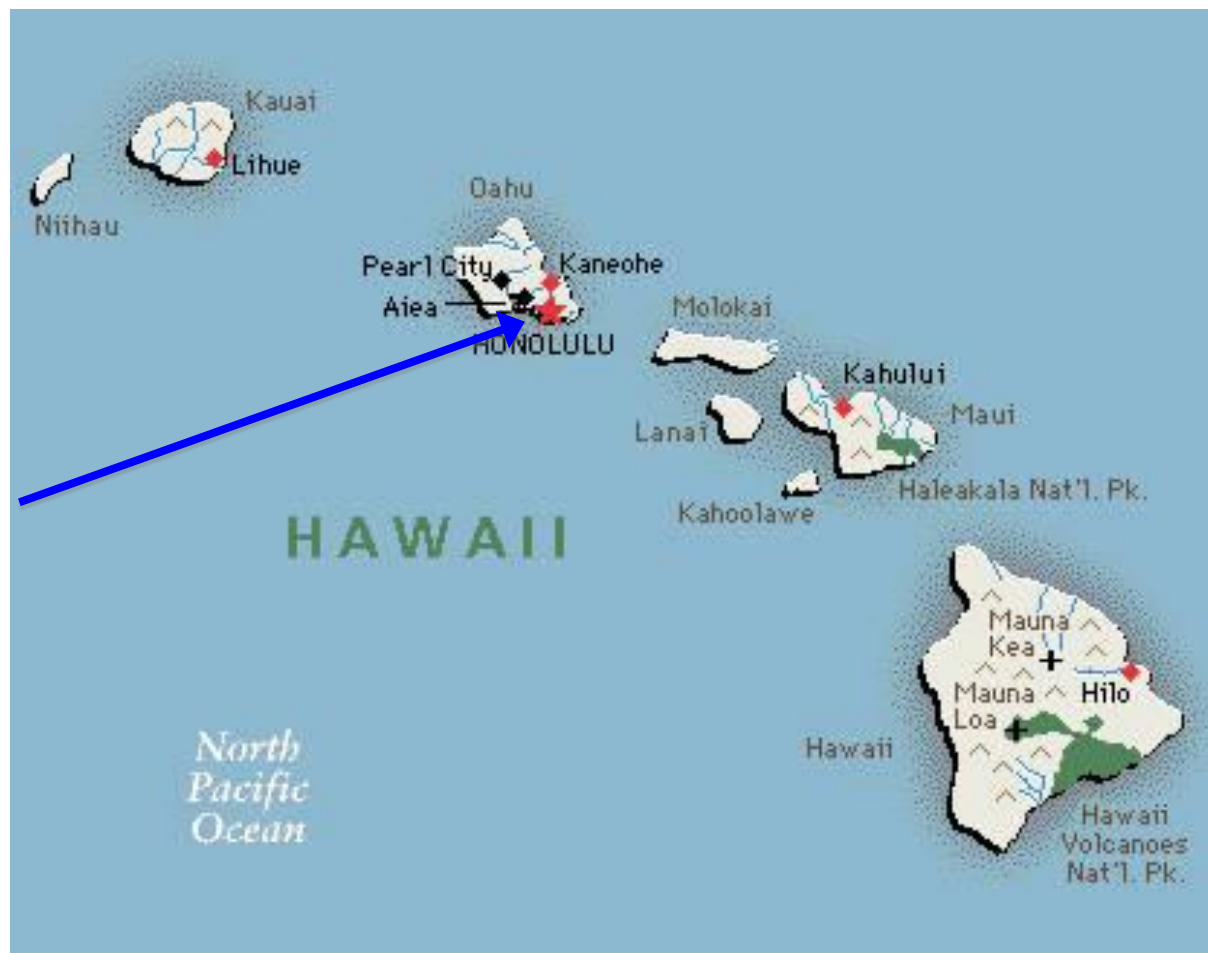 Kauai
Lihue
Niihau
Oahu
Pearl City
Kaneohe
Aiea
HONOLULU
Molokai
Kahului
Maui
Lanai
Haleakala Nat'l. Pk.
Kahoolawe
HAWAII
Mauna
Kea
Mauna
Loa
Hilo
Hawaii
North
Pacific
Ocean
Hawaii
Volcanoes
Nat'l. Pk.